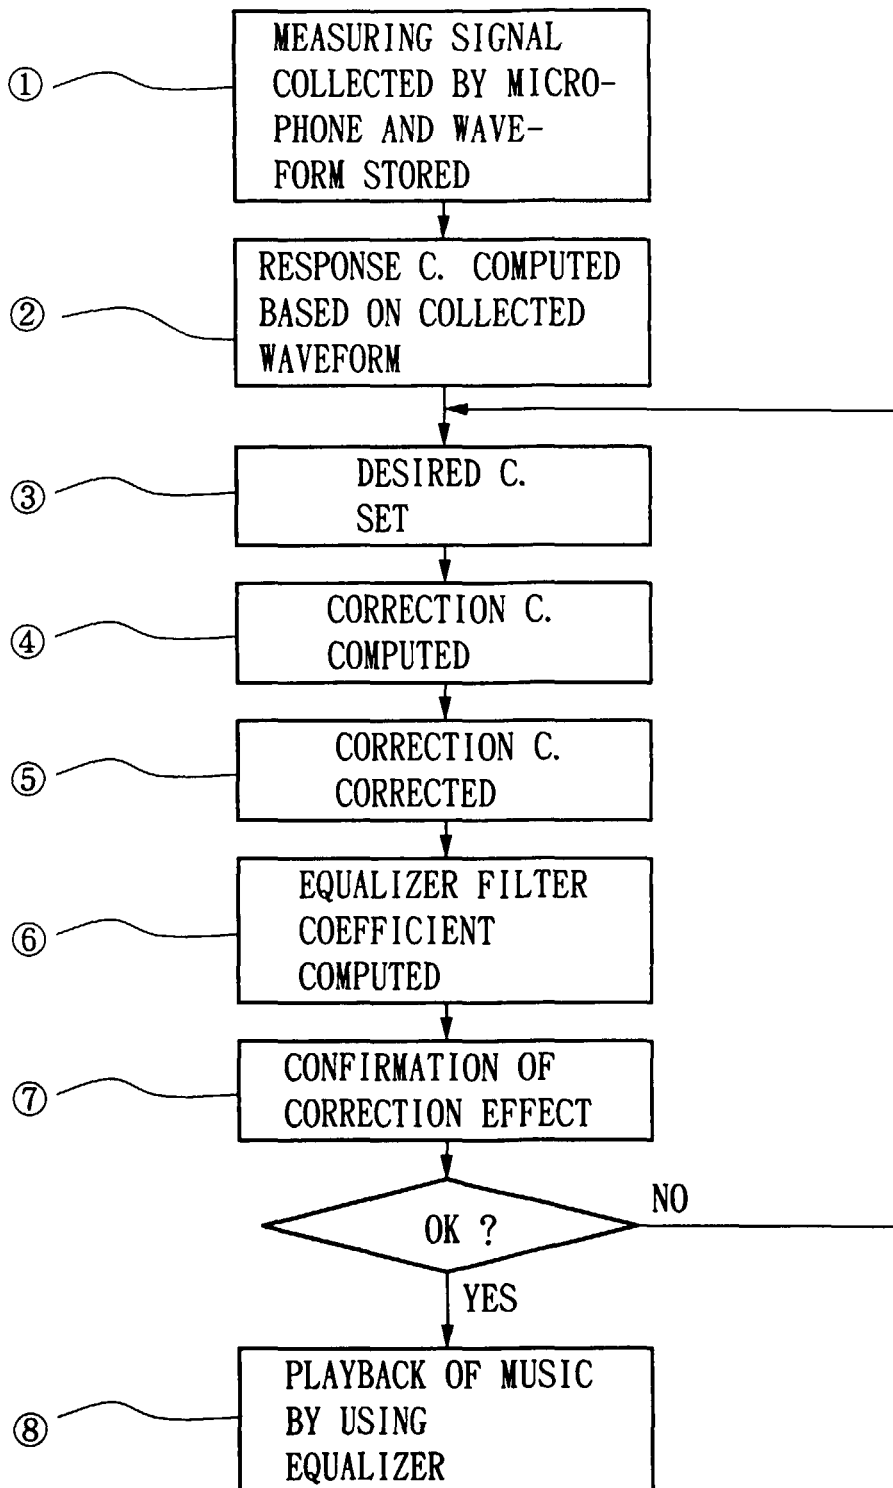 ①
MEASURING SIGNAL
COLLECTED BY MICRO-
PHONE AND WAVE-
FORM STORED
②
RESPONSE C. COMPUTED
BASED ON COLLECTED
WAVEFORM
③
DESIRED C.
SET
④
CORRECTION C.
COMPUTED
⑤
CORRECTION C.
CORRECTED
⑥
EQUALIZER FILTER
COEFFICIENT
COMPUTED
⑦
CONFIRMATION OF
CORRECTION EFFECT
OK ?
NO
YES
⑧
PLAYBACK OF MUSIC
BY USING
EQUALIZER